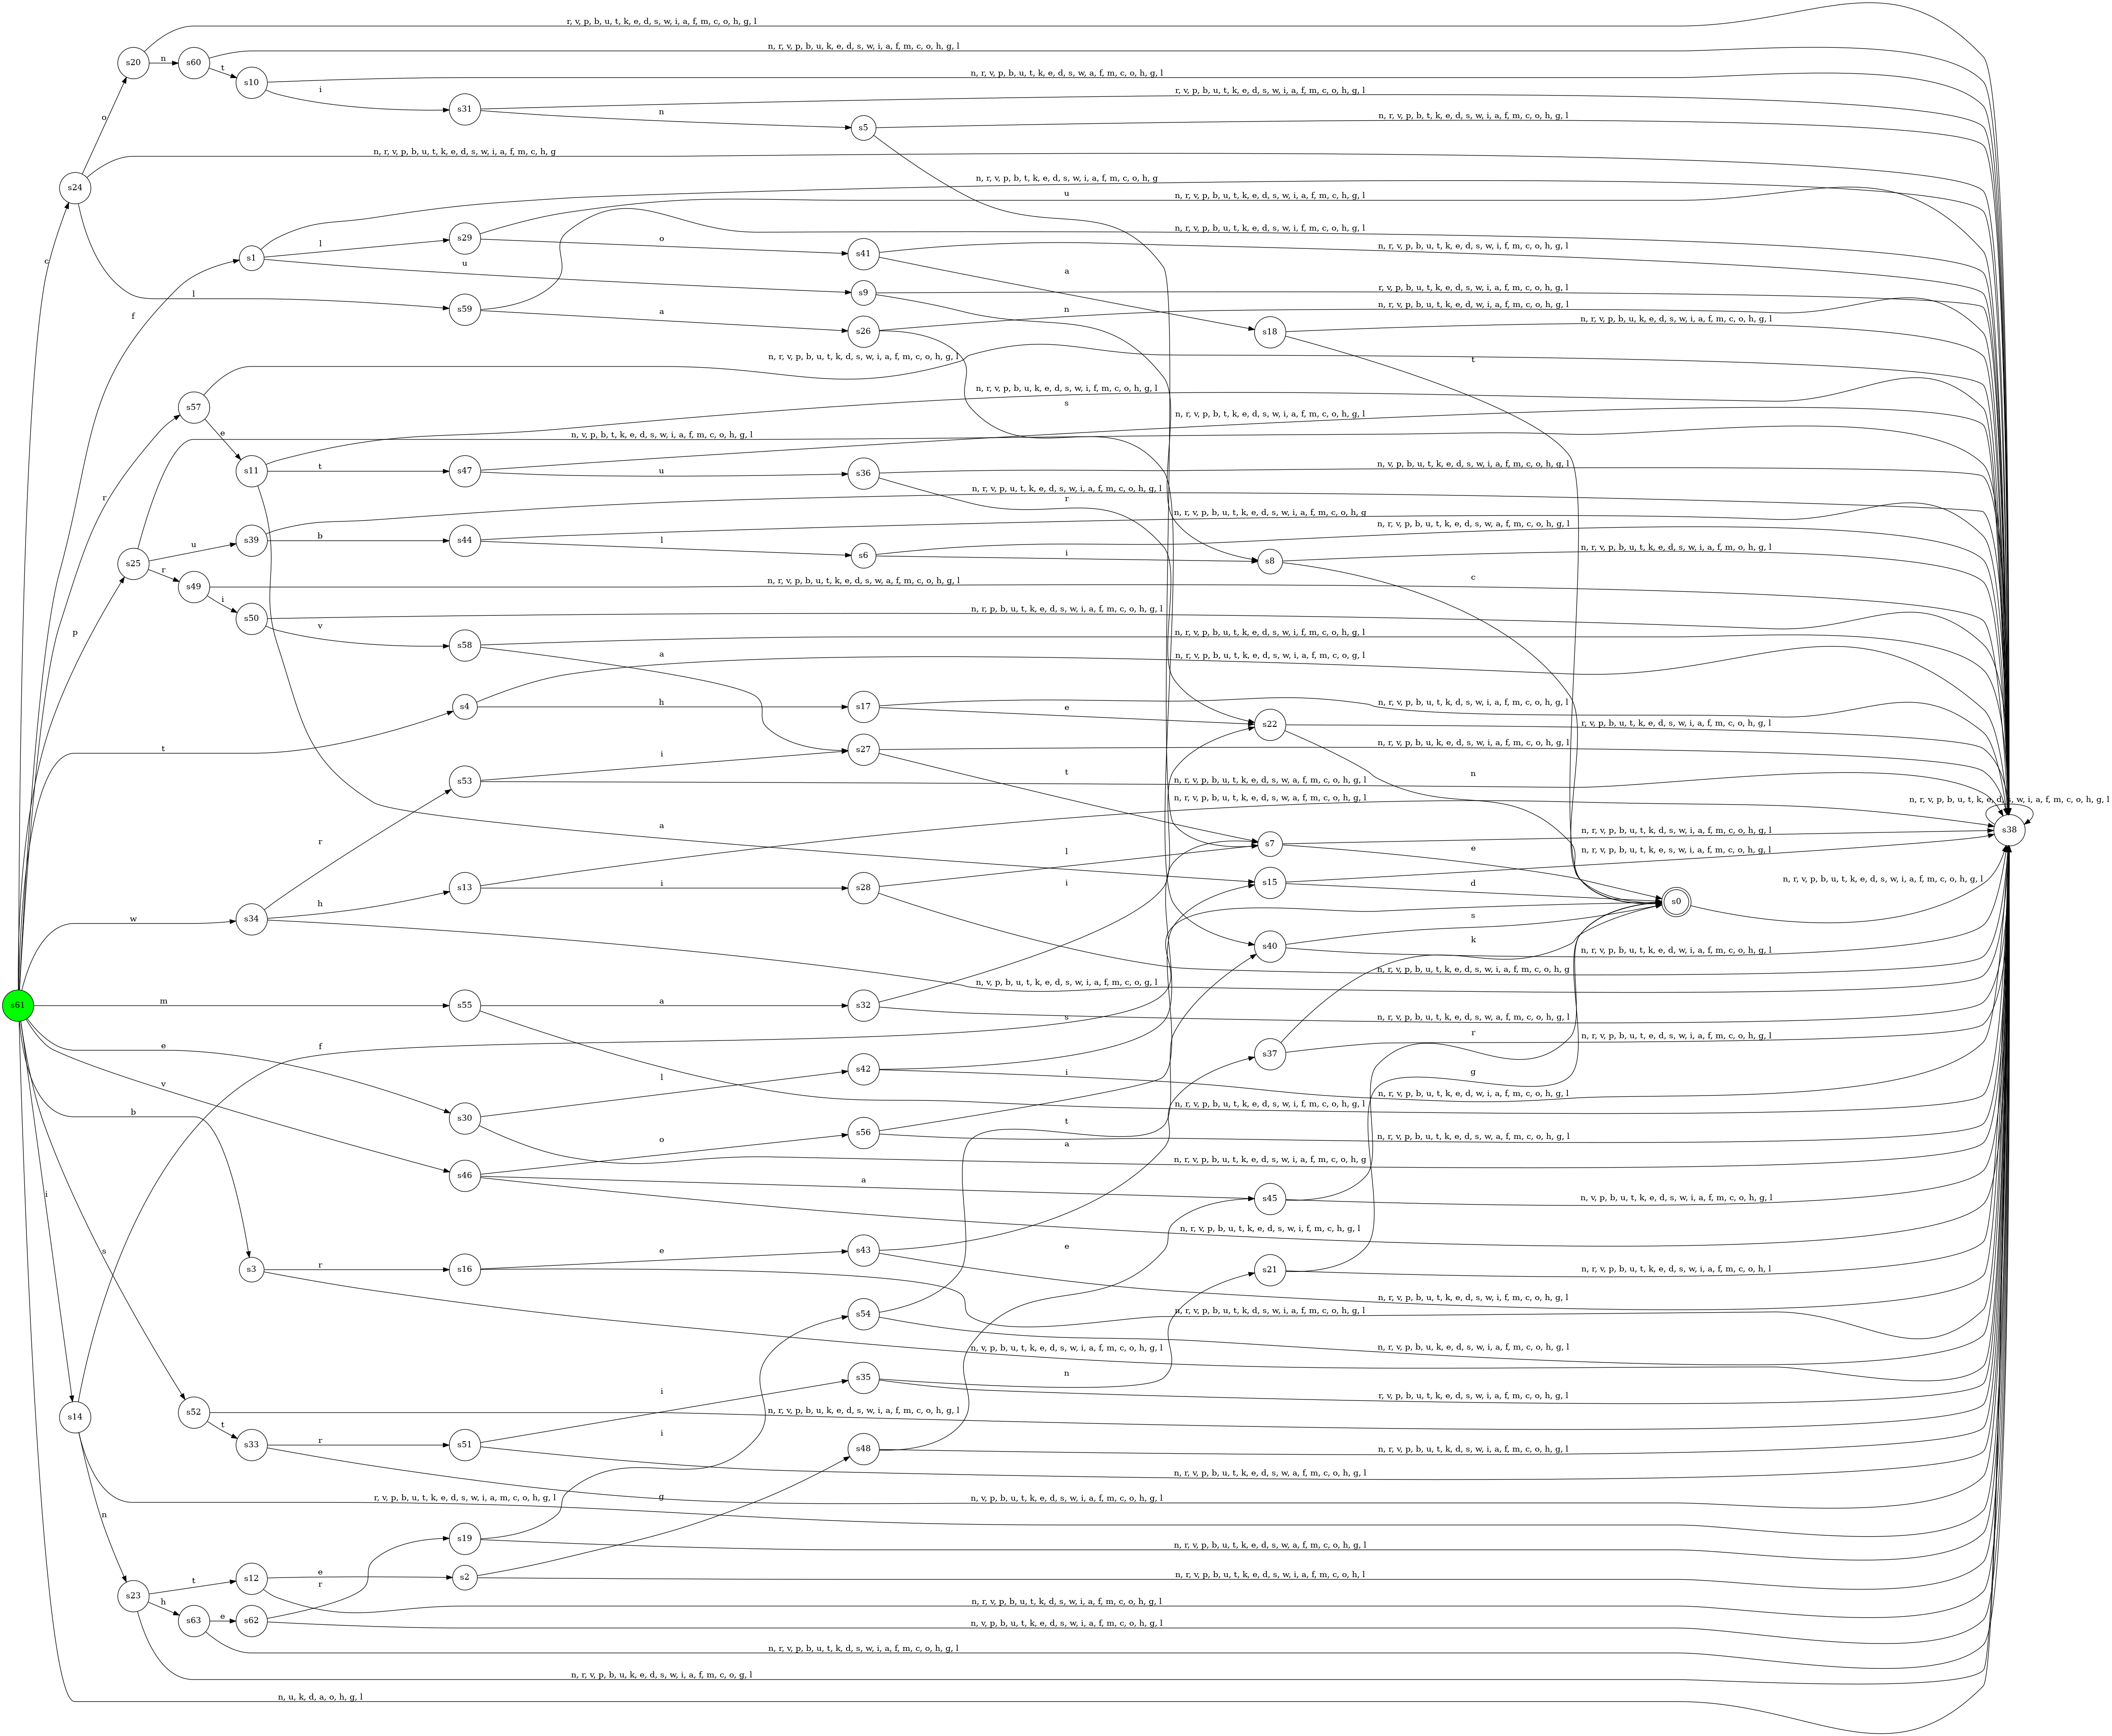 r, v, p, b, u, t, k, e, d, s, w, i, a, f, m, c, o, h, g, l
s20
n
s60
n, r, v, p, b, u, k, e, d, s, w, i, a, f, m, c, o, h, g, l
t
s10
n, r, v, p, b, u, t, k, e, d, s, w, a, f, m, c, o, h, g, l
i
s31
r, v, p, b, u, t, k, e, d, s, w, i, a, f, m, c, o, h, g, l
n
s5
n, r, v, p, b, t, k, e, d, s, w, i, a, f, m, c, o, h, g, l
o
n, r, v, p, b, u, t, k, e, d, s, w, i, a, f, m, c, h, g
s24
n, r, v, p, b, t, k, e, d, s, w, i, a, f, m, c, o, h, g
u
n, r, v, p, b, u, t, k, e, d, s, w, i, a, f, m, c, h, g, l
c
s1
l
s29
o
s41
n, r, v, p, b, u, t, k, e, d, s, w, i, f, m, c, o, h, g, l
n, r, v, p, b, u, t, k, e, d, s, w, i, f, m, c, o, h, g, l
u
a
s9
r, v, p, b, u, t, k, e, d, s, w, i, a, f, m, c, o, h, g, l
l
s59
a
s26
n
n, r, v, p, b, u, t, k, e, d, w, i, a, f, m, c, o, h, g, l
f
s18
n, r, v, p, b, u, k, e, d, s, w, i, a, f, m, c, o, h, g, l
t
n, r, v, p, b, u, t, k, d, s, w, i, a, f, m, c, o, h, g, l
s57
n, r, v, p, b, u, k, e, d, s, w, i, f, m, c, o, h, g, l
s
n, r, v, p, b, t, k, e, d, s, w, i, a, f, m, c, o, h, g, l
e
n, v, p, b, t, k, e, d, s, w, i, a, f, m, c, o, h, g, l
r
s11
t
s47
u
s36
n, v, p, b, u, t, k, e, d, s, w, i, a, f, m, c, o, h, g, l
n, r, v, p, u, t, k, e, d, s, w, i, a, f, m, c, o, h, g, l
r
n, r, v, p, b, u, t, k, e, d, s, w, i, a, f, m, c, o, h, g
n, r, v, p, b, u, t, k, e, d, s, w, a, f, m, c, o, h, g, l
s25
u
s39
b
s44
l
s6
i
s8
n, r, v, p, b, u, t, k, e, d, s, w, i, a, f, m, o, h, g, l
c
r
s49
n, r, v, p, b, u, t, k, e, d, s, w, a, f, m, c, o, h, g, l
i
s50
n, r, p, b, u, t, k, e, d, s, w, i, a, f, m, c, o, h, g, l
p
v
s58
n, r, v, p, b, u, t, k, e, d, s, w, i, f, m, c, o, h, g, l
a
n, r, v, p, b, u, t, k, e, d, s, w, i, a, f, m, c, o, g, l
s4
h
s17
e
n, r, v, p, b, u, t, k, d, s, w, i, a, f, m, c, o, h, g, l
s22
r, v, p, b, u, t, k, e, d, s, w, i, a, f, m, c, o, h, g, l
t
s27
n, r, v, p, b, u, k, e, d, s, w, i, a, f, m, c, o, h, g, l
s53
i
n, r, v, p, b, u, t, k, e, d, s, w, a, f, m, c, o, h, g, l
t
n
n, r, v, p, b, u, t, k, e, d, s, w, i, a, f, m, c, o, h, g, l
n, r, v, p, b, u, t, k, e, d, s, w, a, f, m, c, o, h, g, l
s38
a
r
s7
n, r, v, p, b, u, t, k, d, s, w, i, a, f, m, c, o, h, g, l
e
s13
i
s28
l
i
s15
n, r, v, p, b, u, t, k, e, s, w, i, a, f, m, c, o, h, g, l
d
n, r, v, p, b, u, t, k, e, d, s, w, i, a, f, m, c, o, h, g, l
s0
w
s34
h
s
s40
k
n, r, v, p, b, u, t, k, e, d, w, i, a, f, m, c, o, h, g, l
n, v, p, b, u, t, k, e, d, s, w, i, a, f, m, c, o, g, l
n, r, v, p, b, u, t, k, e, d, s, w, i, a, f, m, c, o, h, g
s61
m
s55
a
s32
s
n, r, v, p, b, u, t, k, e, d, s, w, a, f, m, c, o, h, g, l
e
f
s37
r
n, r, v, p, b, u, t, e, d, s, w, i, a, f, m, c, o, h, g, l
v
l
s42
i
g
n, r, v, p, b, u, t, k, e, d, w, i, a, f, m, c, o, h, g, l
b
s30
n, r, v, p, b, u, t, k, e, d, s, w, i, f, m, c, o, h, g, l
t
s56
n, r, v, p, b, u, t, k, e, d, s, w, a, f, m, c, o, h, g, l
o
a
n, r, v, p, b, u, t, k, e, d, s, w, i, a, f, m, c, o, h, g
s46
a
s45
n, v, p, b, u, t, k, e, d, s, w, i, a, f, m, c, o, h, g, l
i
n, r, v, p, b, u, t, k, e, d, s, w, i, f, m, c, h, g, l
s
s3
r
s16
e
s43
e
s21
n, r, v, p, b, u, t, k, e, d, s, w, i, a, f, m, c, o, h, l
n, r, v, p, b, u, t, k, e, d, s, w, i, f, m, c, o, h, g, l
n, r, v, p, b, u, t, k, d, s, w, i, a, f, m, c, o, h, g, l
s54
n, r, v, p, b, u, k, e, d, s, w, i, a, f, m, c, o, h, g, l
n, v, p, b, u, t, k, e, d, s, w, i, a, f, m, c, o, h, g, l
s35
n
r, v, p, b, u, t, k, e, d, s, w, i, a, f, m, c, o, h, g, l
s14
s52
i
n, r, v, p, b, u, k, e, d, s, w, i, a, f, m, c, o, h, g, l
t
s33
r
s51
i
s48
n, r, v, p, b, u, t, k, d, s, w, i, a, f, m, c, o, h, g, l
n, r, v, p, b, u, t, k, e, d, s, w, a, f, m, c, o, h, g, l
r, v, p, b, u, t, k, e, d, s, w, i, a, m, c, o, h, g, l
n, v, p, b, u, t, k, e, d, s, w, i, a, f, m, c, o, h, g, l
g
n
s19
n, r, v, p, b, u, t, k, e, d, s, w, a, f, m, c, o, h, g, l
s12
e
r
s2
n, r, v, p, b, u, t, k, e, d, s, w, i, a, f, m, c, o, h, l
s23
t
h
s63
e
s62
n, r, v, p, b, u, t, k, d, s, w, i, a, f, m, c, o, h, g, l
n, v, p, b, u, t, k, e, d, s, w, i, a, f, m, c, o, h, g, l
n, r, v, p, b, u, t, k, d, s, w, i, a, f, m, c, o, h, g, l
n, r, v, p, b, u, k, e, d, s, w, i, a, f, m, c, o, g, l
n, u, k, d, a, o, h, g, l